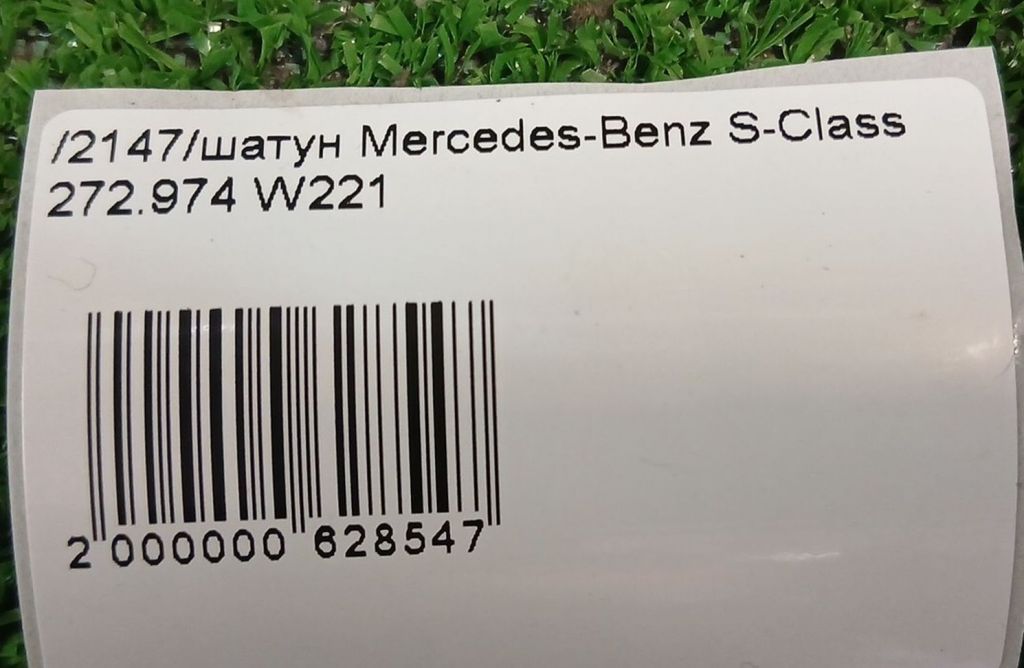 /2147/шатун Mercedes-Benz S-Class
272.974 W221
2 000000 628547